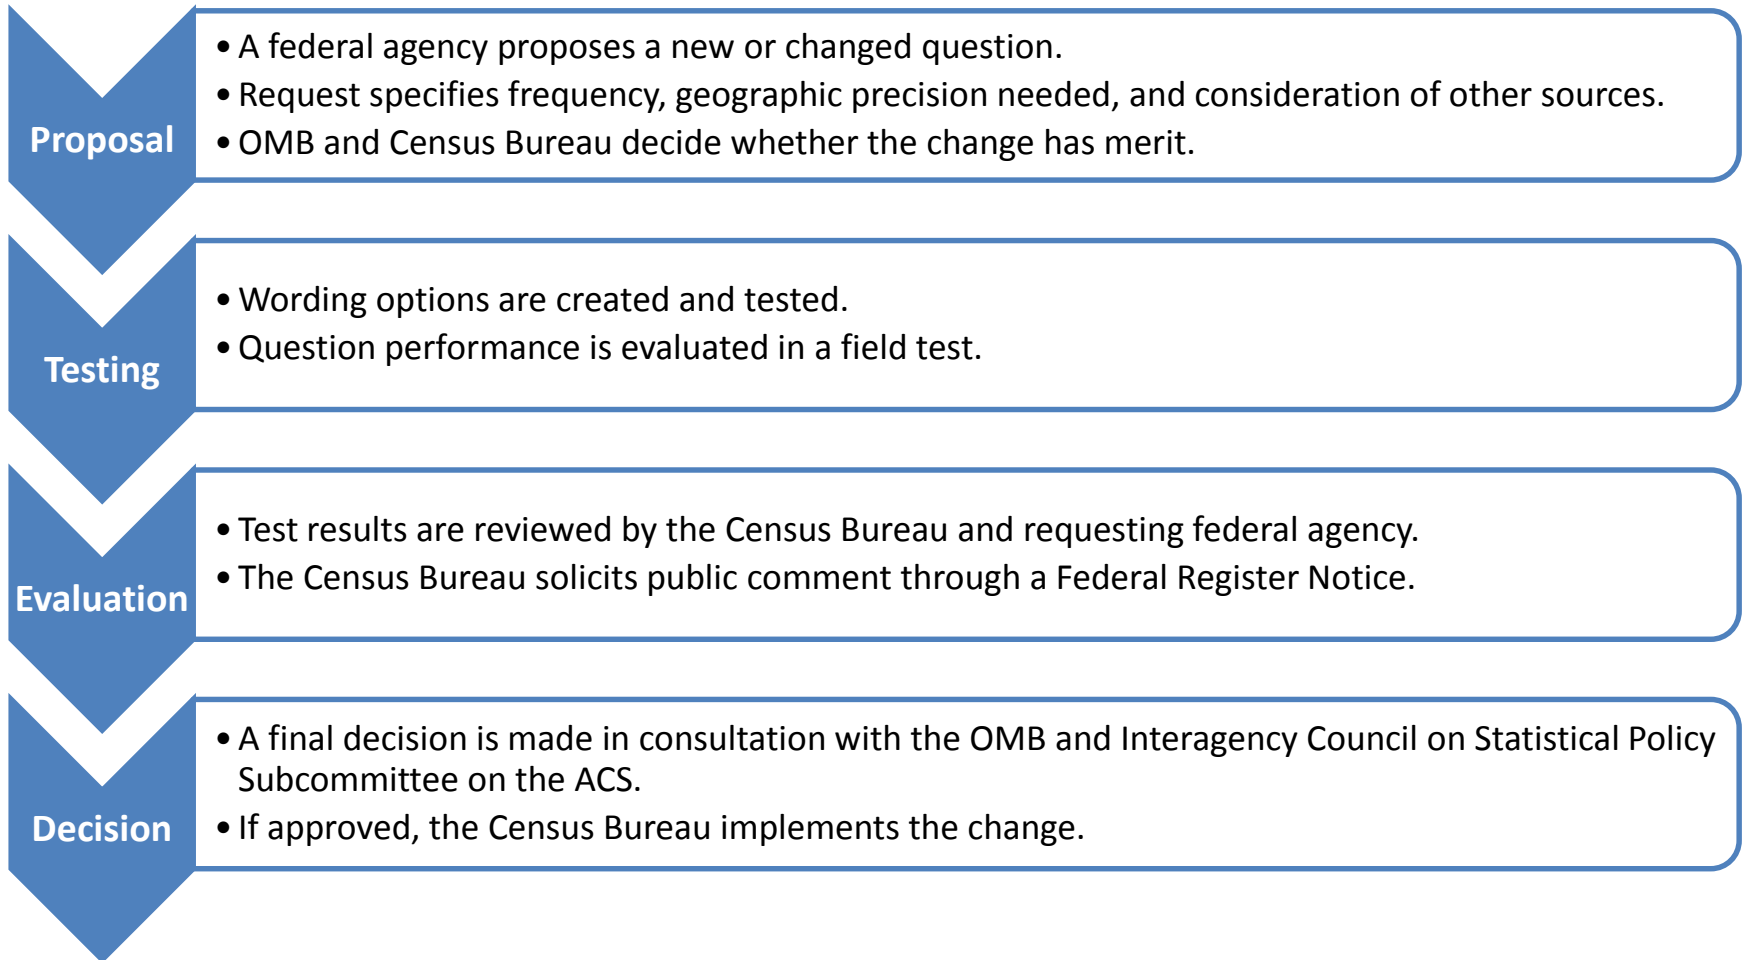 Proposal
• A federal agency proposes a new or changed question.
• Request specifies frequency, geographic precision needed, and consideration of other sources.
• OMB and Census Bureau decide whether the change has merit.
Testing
• Wording options are created and tested.
• Question performance is evaluated in a field test.
Evaluation
• Test results are reviewed by the Census Bureau and requesting federal agency.
• The Census Bureau solicits public comment through a Federal Register Notice.
Decision
• A final decision is made in consultation with the OMB and Interagency Council on Statistical Policy
Subcommittee on the ACS.
• If approved, the Census Bureau implements the change.